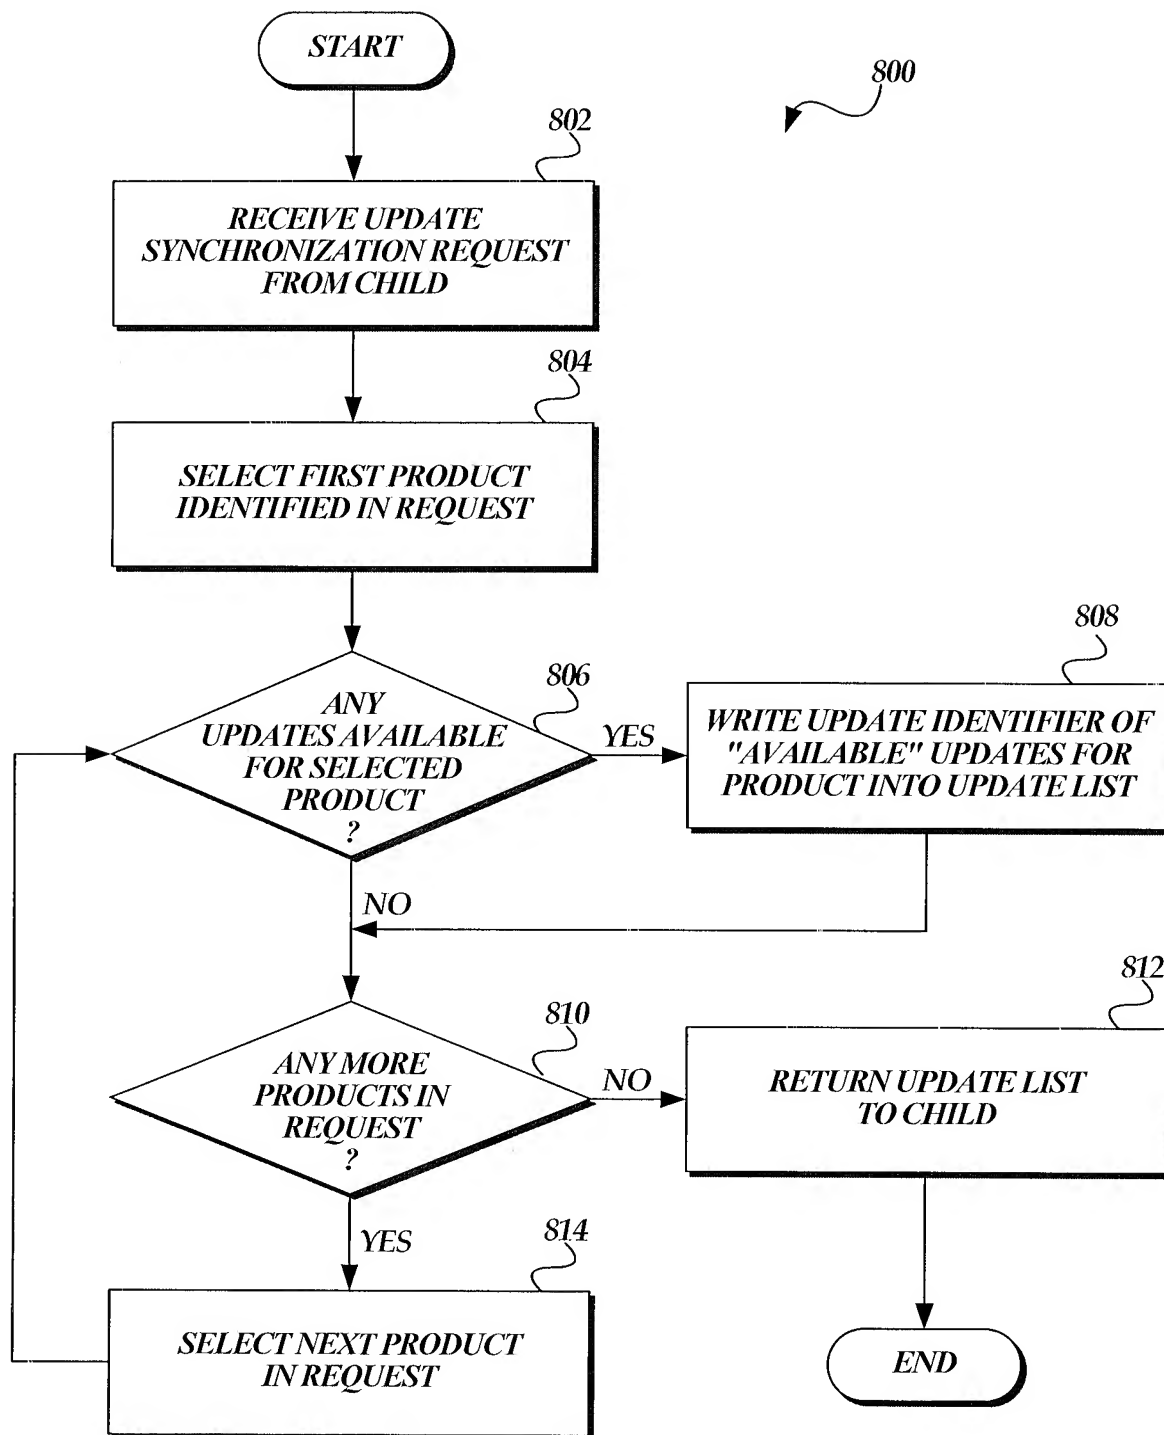 START
800
802
RECEIVE UPDATE
SYNCHRONIZATION REQUEST
FROM CHILD
804
SELECT FIRST PRODUCT
IDENTIFIED IN REQUEST
806
ANY
UPDATES AVAILABLE
FOR SELECTED
PRODUCT
?
YES
808
WRITE UPDATE IDENTIFIER OF
"AVAILABLE" UPDATES FOR
PRODUCT INTO UPDATE LIST
NO
810
ANY MORE
PRODUCTS IN
REQUEST
?
NO
812
RETURN UPDATE LIST
TO CHILD
YES
814
SELECT NEXT PRODUCT
IN REQUEST
END